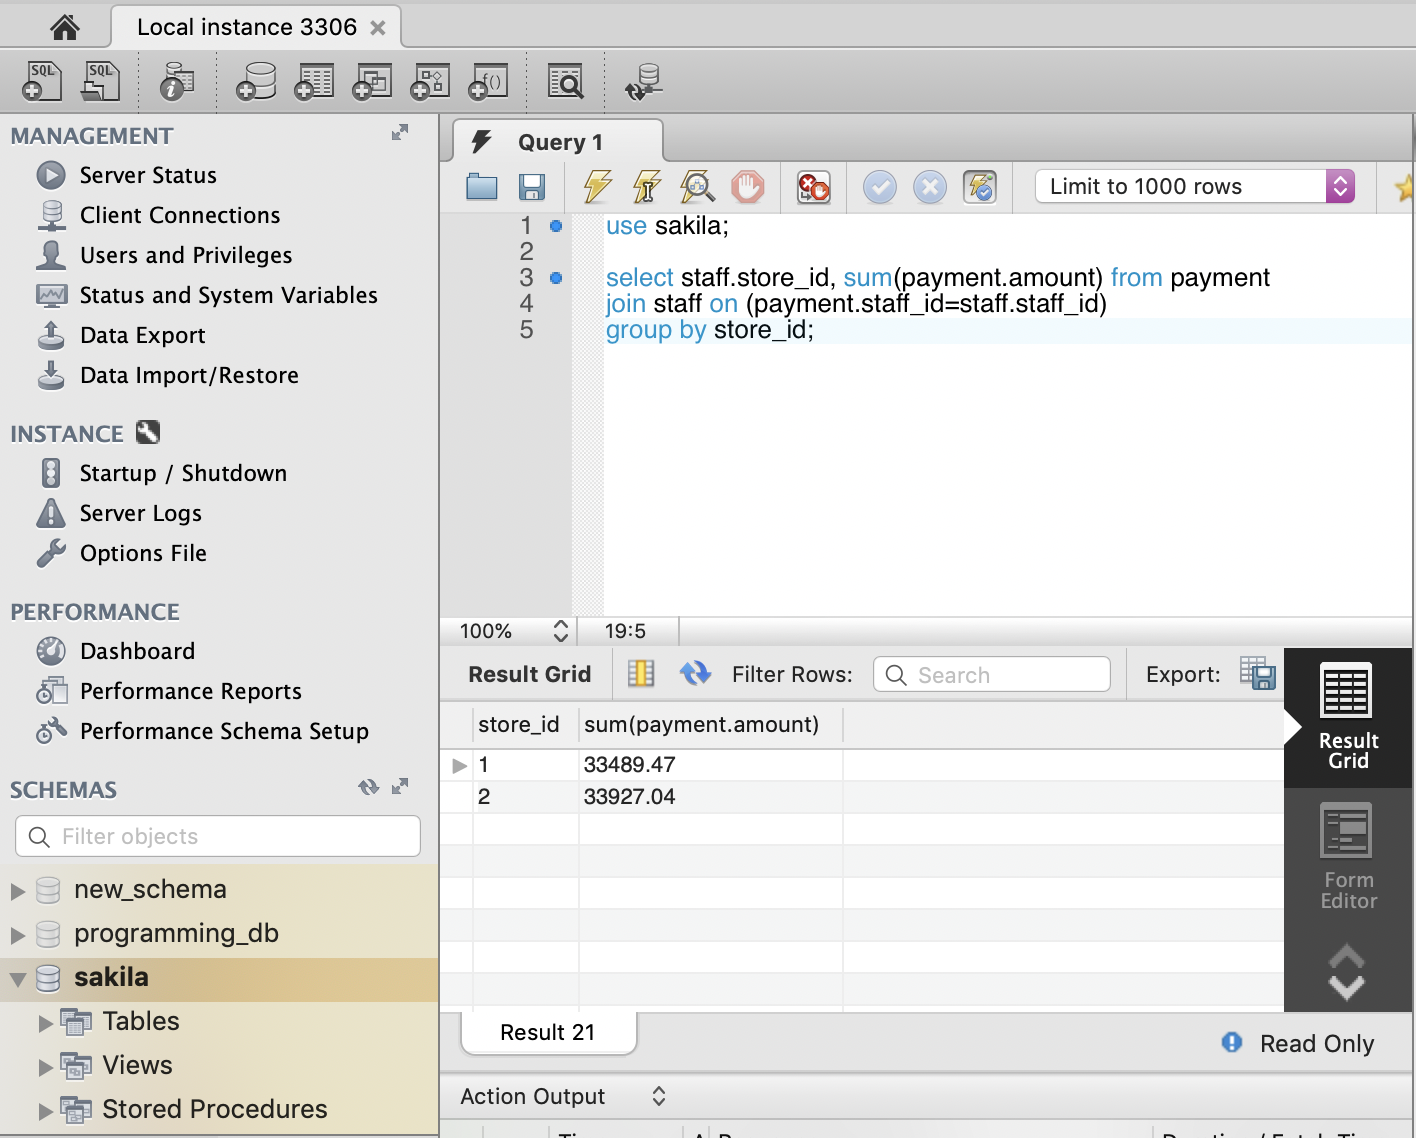 Local instance 3306
SQL
SQL
f()
MANAGEMENT
Server Status
Client Connections
Users and Privileges
Status and System Variables
Data Export
Data Import/Restore
INSTANCE
Startup / Shutdown
Server Logs
Options File
PERFORMANCE
Dashboard
Performance Reports
Performance Schema Setup
SCHEMAS
Filter objects
new_schema
programming_db
sakila
Tables
Views
Stored Procedures
Query 1
Limit to 1000 rows
1 use sakila;
2
3 select staff.store_id, sum(payment.amount) from payment
4 join staff on (payment.staff_id=staff.staff_id)
5 group by store_id;
100% 19:5
Result Grid Filter Rows: Search Export:
store_id sum(payment.amount)
1 33489.47
2 33927.04
Result
Grid
Form
Editor
Result 21
Read Only
Action Output